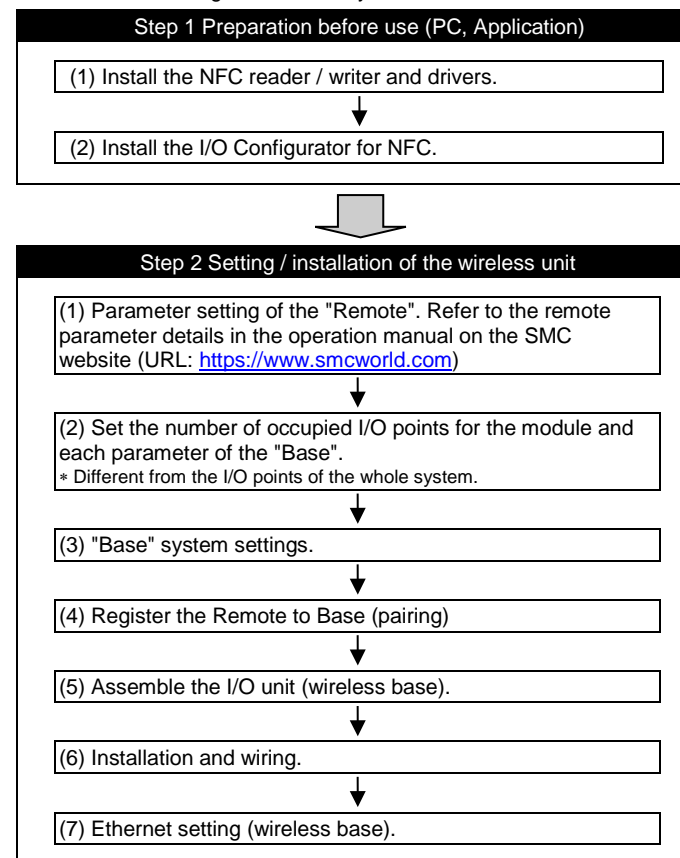 Step 1 Preparation before use (PC, Application)
(1) Install the NFC reader / writer and drivers.
(2) Install the I/O Configurator for NFC.
Step 2 Setting / installation of the wireless unit
(1) Parameter setting of the "Remote". Refer to the remote
parameter details in the operation manual on the SMC
website (URL: https://www.smcworld.com)
(2) Set the number of occupied I/O points for the module and
each parameter of the "Base".
∗ Different from the I/O points of the whole system.
(3) "Base" system settings.
(4) Register the Remote to Base (pairing)
(5) Assemble the I/O unit (wireless base).
(6) Installation and wiring.
(7) Ethernet setting (wireless base).